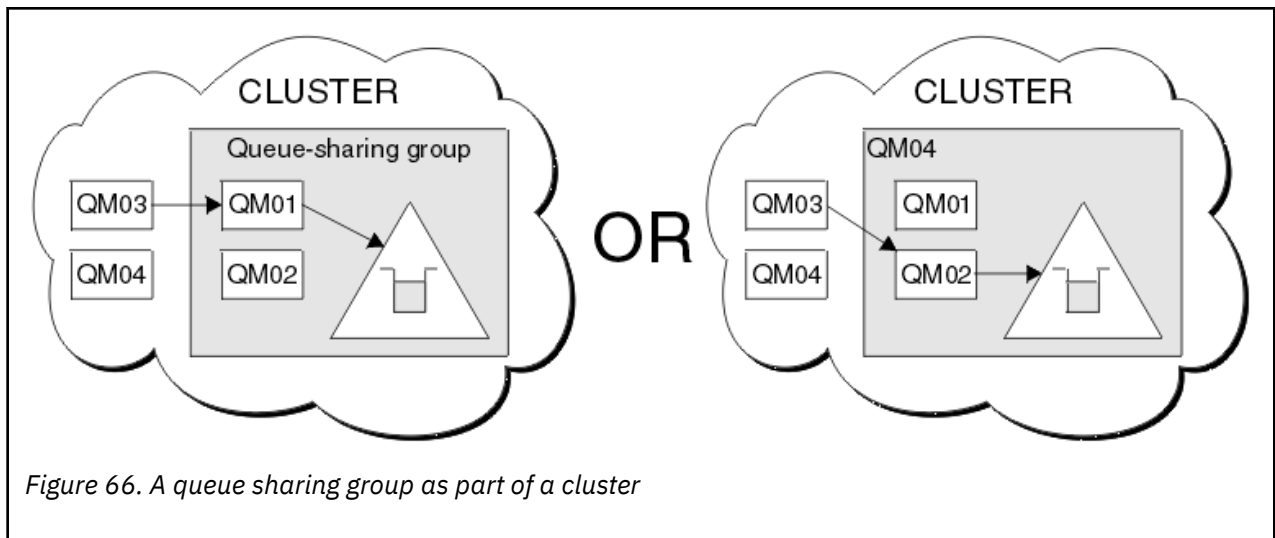 CLUSTER
Queue-sharing group
QM03
QM01
QM04
QM02
OR
CLUSTER
QM04
QM03
QM01
QM04
QM02
Figure 66. A queue sharing group as part of a cluster